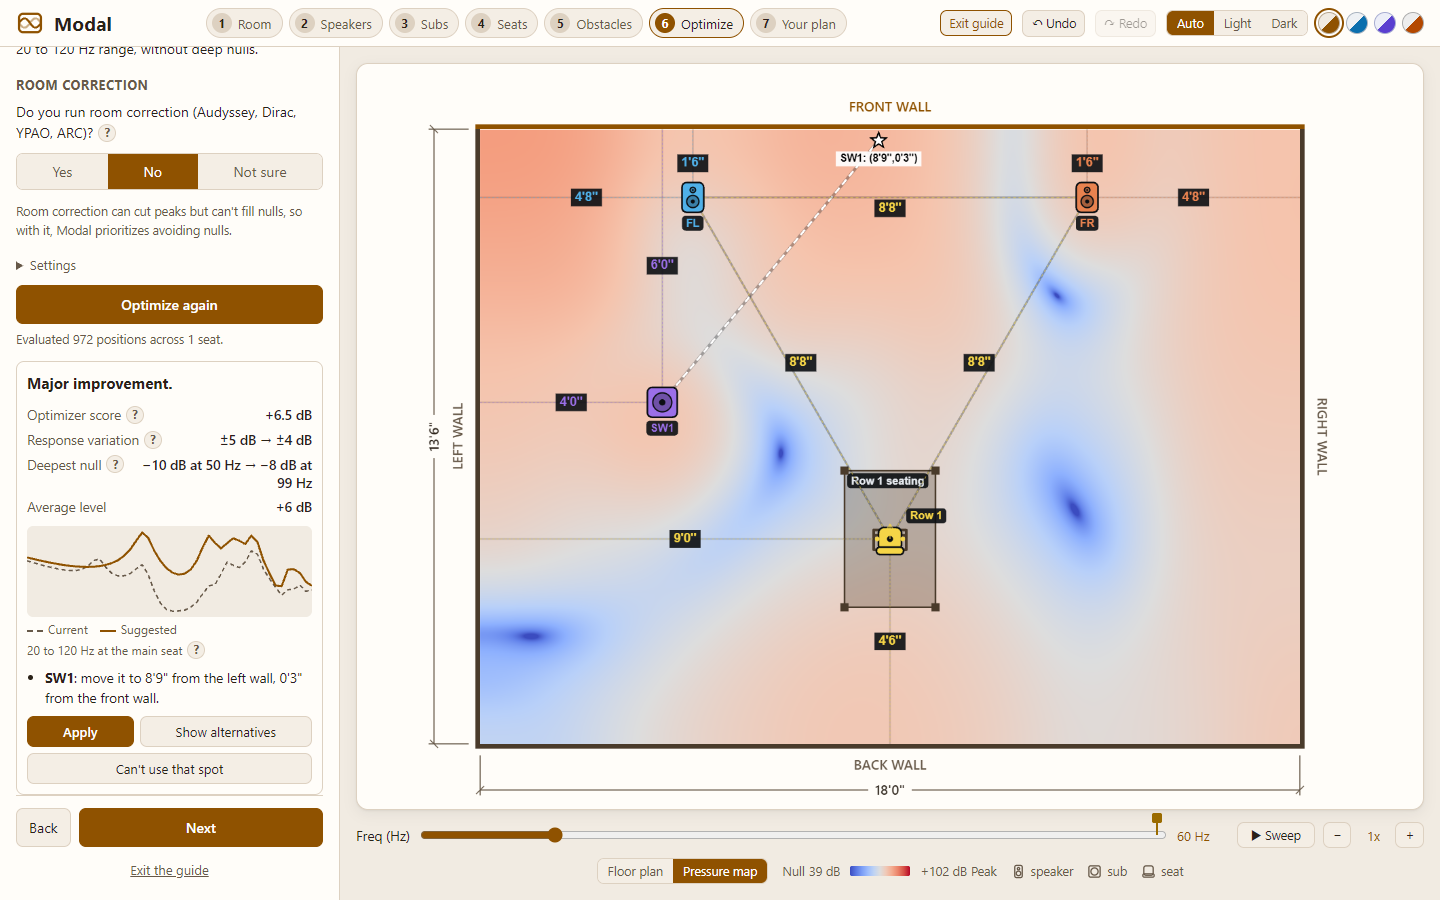 Modal
1 Room
2 Speakers
3 Subs
4 Seats
5 Obstacles
6 Optimize
7 Your plan
Exit guide
Undo
Redo
Auto
Light
Dark
20 to 120 Hz range, without deep nulls.
ROOM CORRECTION
Do you run room correction (Audyssey, Dirac,
YPAO, ARC)? ?
Yes
No
Not sure
Room correction can cut peaks but can't fill nulls, so
with it, Modal prioritizes avoiding nulls.
Settings
Optimize again
Evaluated 972 positions across 1 seat.
Major improvement.
Optimizer score ? +6.5 dB
Response variation ? ±5 dB → ±4 dB
Deepest null ? −10 dB at 50 Hz → −8 dB at
99 Hz
Average level +6 dB
Current
Suggested
20 to 120 Hz at the main seat ?
• SW1: move it to 8'9" from the left wall, 0'3"
from the front wall.
Apply
Show alternatives
Can't use that spot
Back
Next
Exit the guide
FRONT WALL
SW1: (8'9",0'3")
1'6"
1'6"
4'8"
4'8"
8'8"
FL
FR
6'0"
8'8"
8'8"
4'0"
SW1
13'6"
LEFT WALL
RIGHT WALL
Row 1 seating
Row 1
9'0"
4'6"
BACK WALL
18'0"
Freq (Hz)
60 Hz
Sweep
−
1x
+
Floor plan
Pressure map
Null 39 dB
+102 dB Peak
speaker
sub
seat